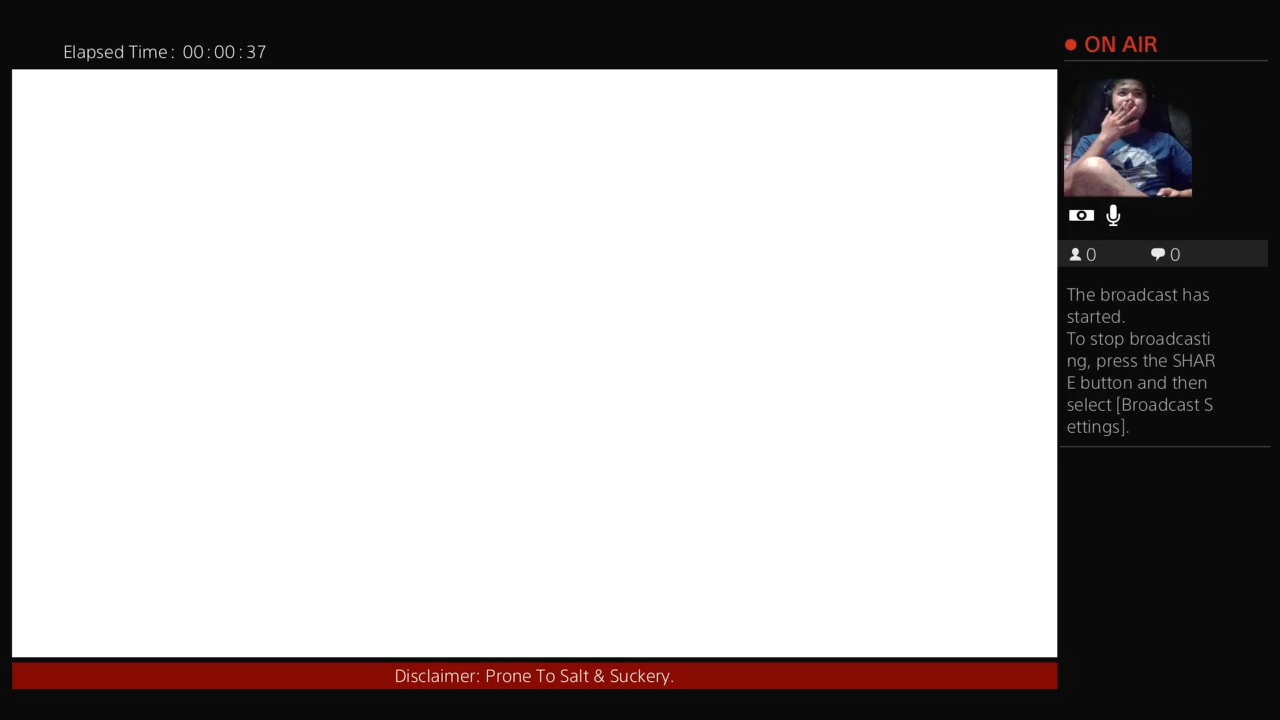 Elapsed Time: 00:00:37
ON AIR
0 0
The broadcast has
started.
To stop broadcasti
ng, press the SHAR
E button and then
select [Broadcast S
ettings].
Disclaimer: Prone To Salt & Suckery.